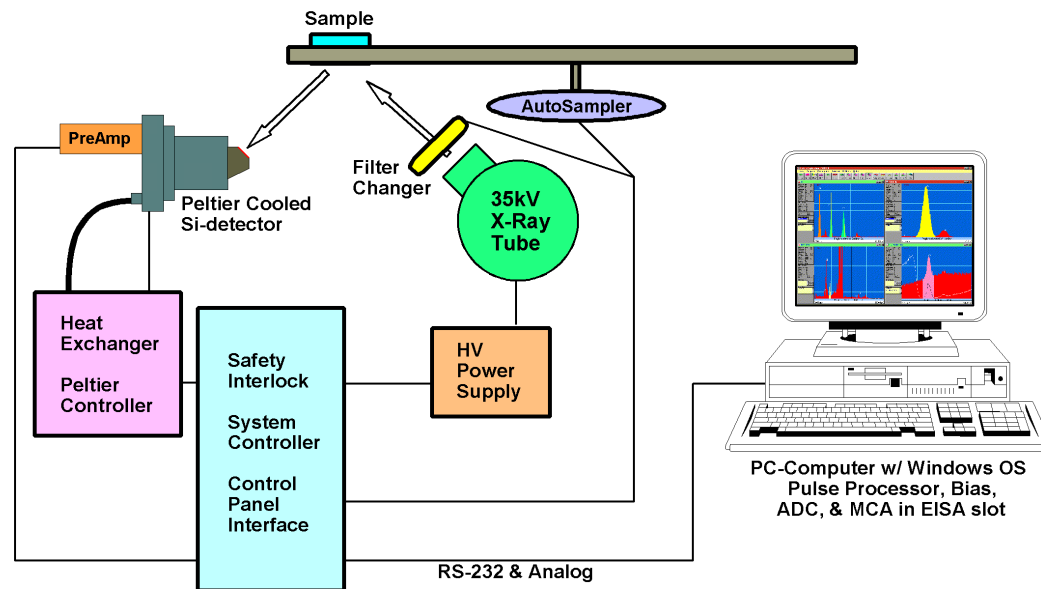 Sample
AutoSampler
PreAmp
Filter
Changer
Peltier Cooled
Si-detector
35kV
X-Ray
Tube
Heat
Exchanger
Peltier
Controller
Safety
Interlock
System
Controller
Control
Panel
Interface
HV
Power
Supply
PC-Computer w/ Windows OS
Pulse Processor, Bias,
ADC, & MCA in EISA slot
RS-232 & Analog